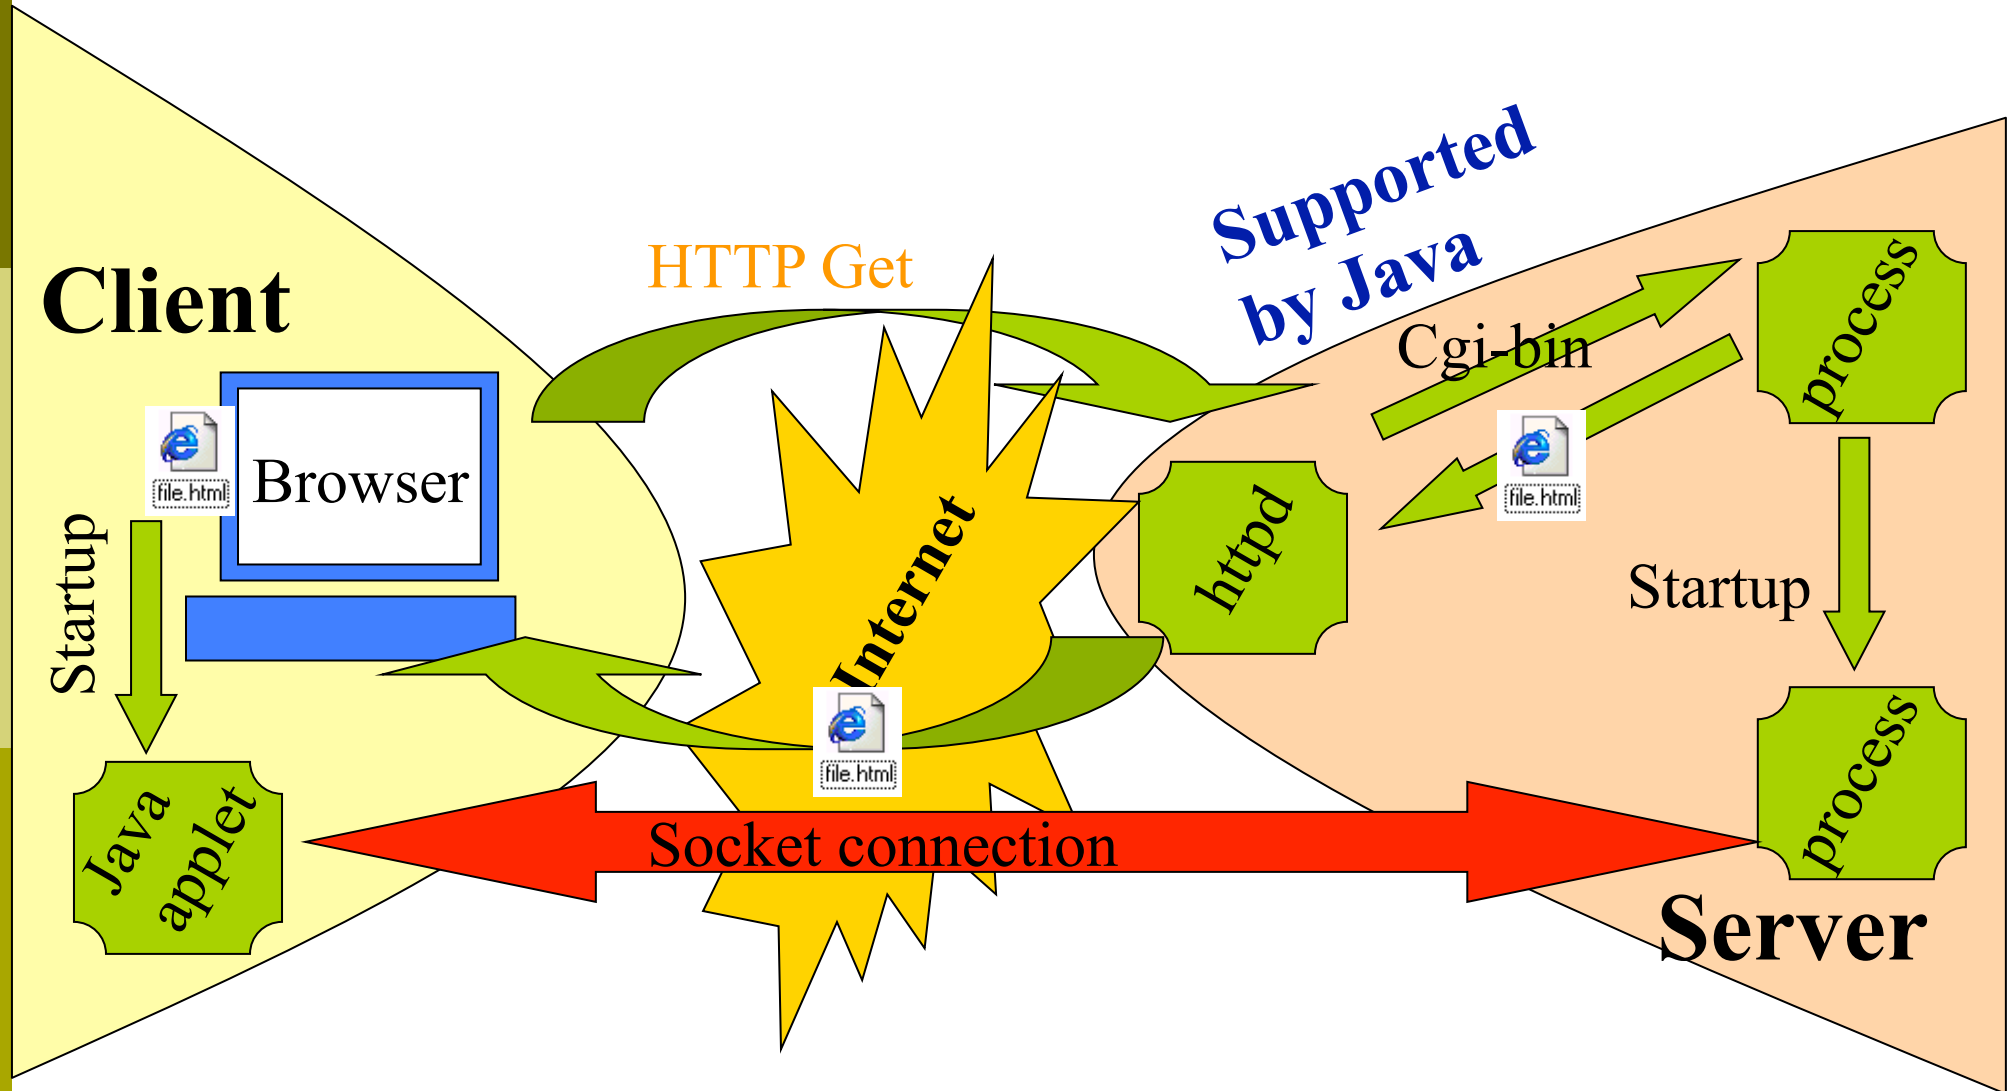 Supported
by Java
HTTP Get
Client
Cgi-bin
process
file.html
Browser
file.html
httpd
Internet
Startup
Startup
file.html
process
Java
applet
Socket connection
Server